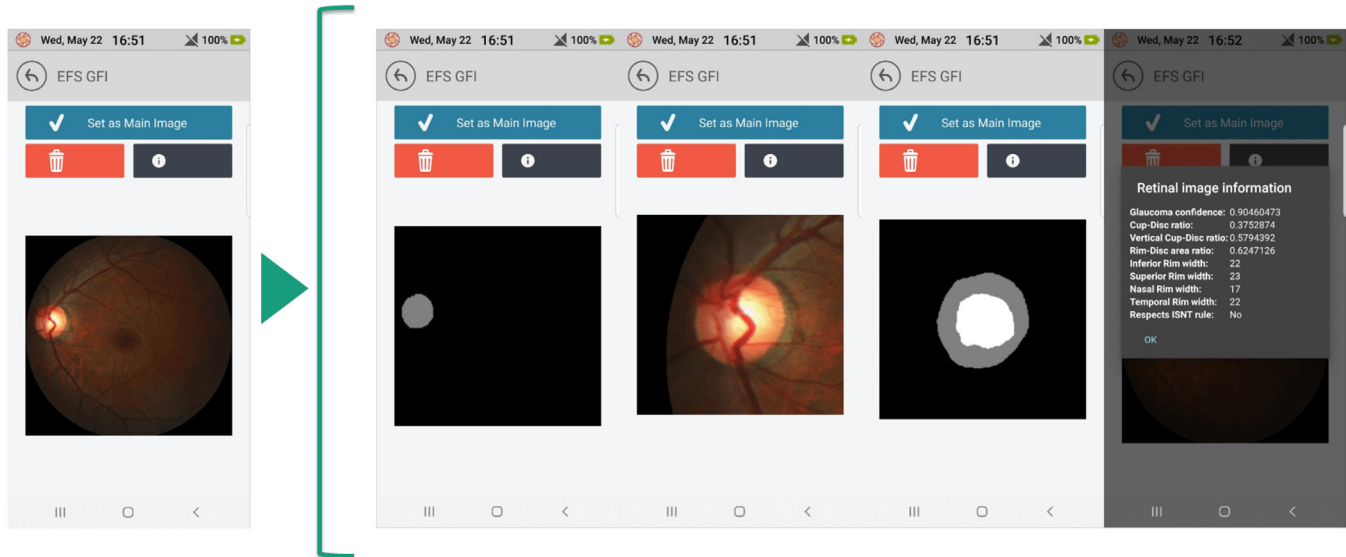 Wed, May 22 16:51 100%
EFS GFI
Set as Main Image
Wed, May 22 16:51 100%
EFS GFI
Set as Main Image
Wed, May 22 16:51 100%
EFS GFI
Set as Main Image
Wed, May 22 16:51 100%
EFS GFI
Set as Main Image
Wed, May 22 16:52 100%
EFS GFI
Set as Main Image
Retinal image information
Glaucoma confidence: 0.90460473
Cup-Disc ratio: 0.3752874
Vertical Cup-Disc ratio: 0.5794392
Rim-Disc area ratio: 0.6247126
Inferior Rim width: 22
Superior Rim width: 23
Nasal Rim width: 17
Temporal Rim width: 22
Respects ISNT rule: No
OK